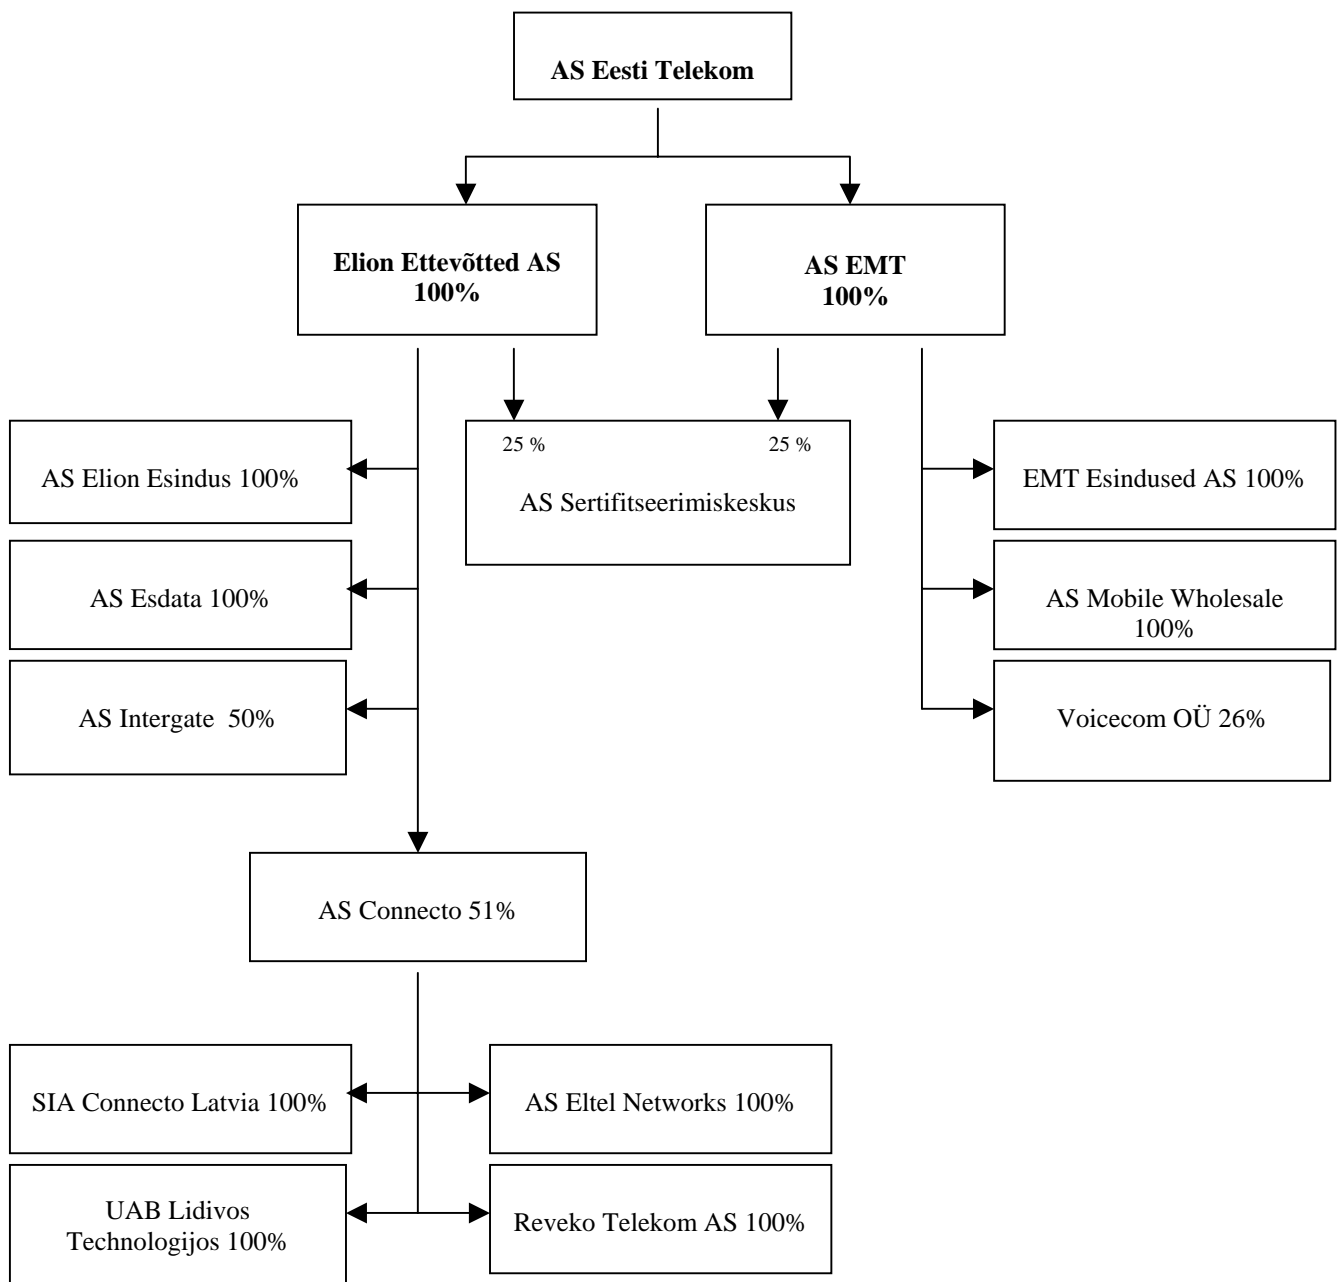 AS Eesti Telekom
Elion Ettevõtted AS
100%
AS EMT
100%
25 %
25 %
AS Sertifitseerimiskeskus
AS Elion Esindus 100%
EMT Esindused AS 100%
AS Esdata 100%
AS Mobile Wholesale
100%
AS Intergate 50%
Voicecom OÜ 26%
AS Connecto 51%
SIA Connecto Latvia 100%
AS Eltel Networks 100%
UAB Lidivos
Technologijos 100%
Reveko Telekom AS 100%